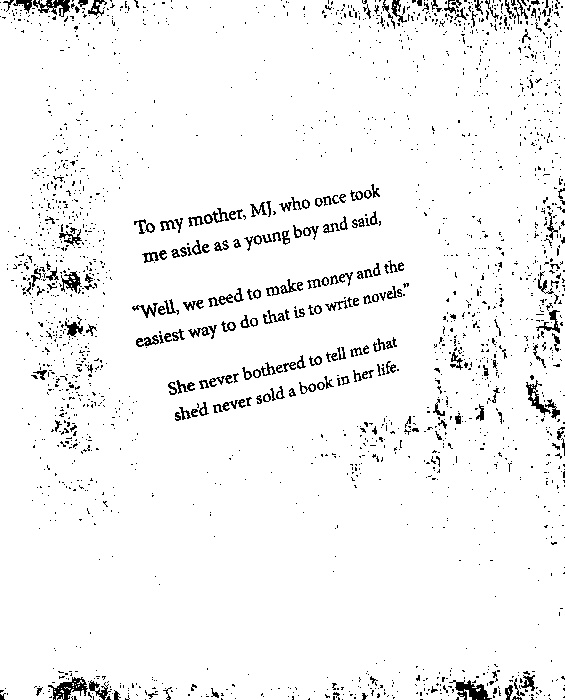 To my mother, MJ, who once took
me aside as a young boy and said,
“Well, we need to make money and the
easiest way to do that is to write novels.”
She never bothered to tell me that
she'd never sold a book in her life.